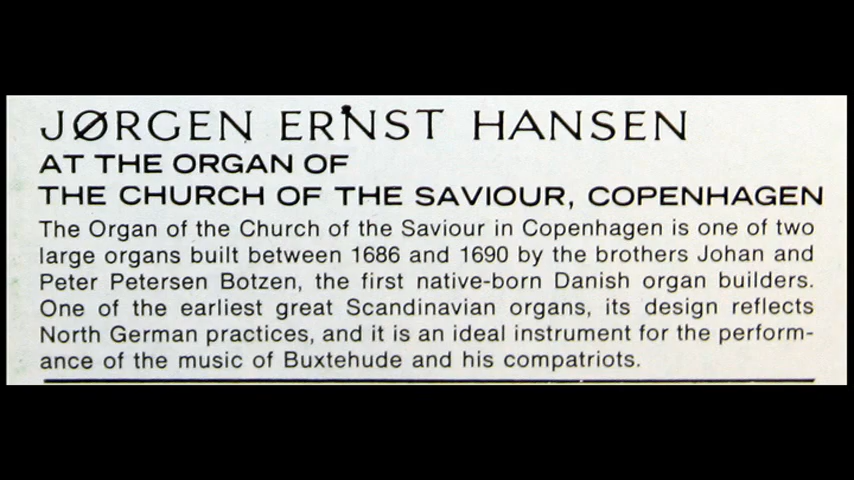 JØRGEN ERNST HANSEN
AT THE ORGAN OF
THE CHURCH OF THE SAVIOUR, COPENHAGEN
The Organ of the Church of the Saviour in Copenhagen is one of two
large organs built between 1686 and 1690 by the brothers Johan and
Peter Petersen Botzen, the first native-born Danish organ builders.
One of the earliest great Scandinavian organs, its design reflects
North German practices, and it is an ideal instrument for the perform-
ance of the music of Buxtehude and his compatriots.